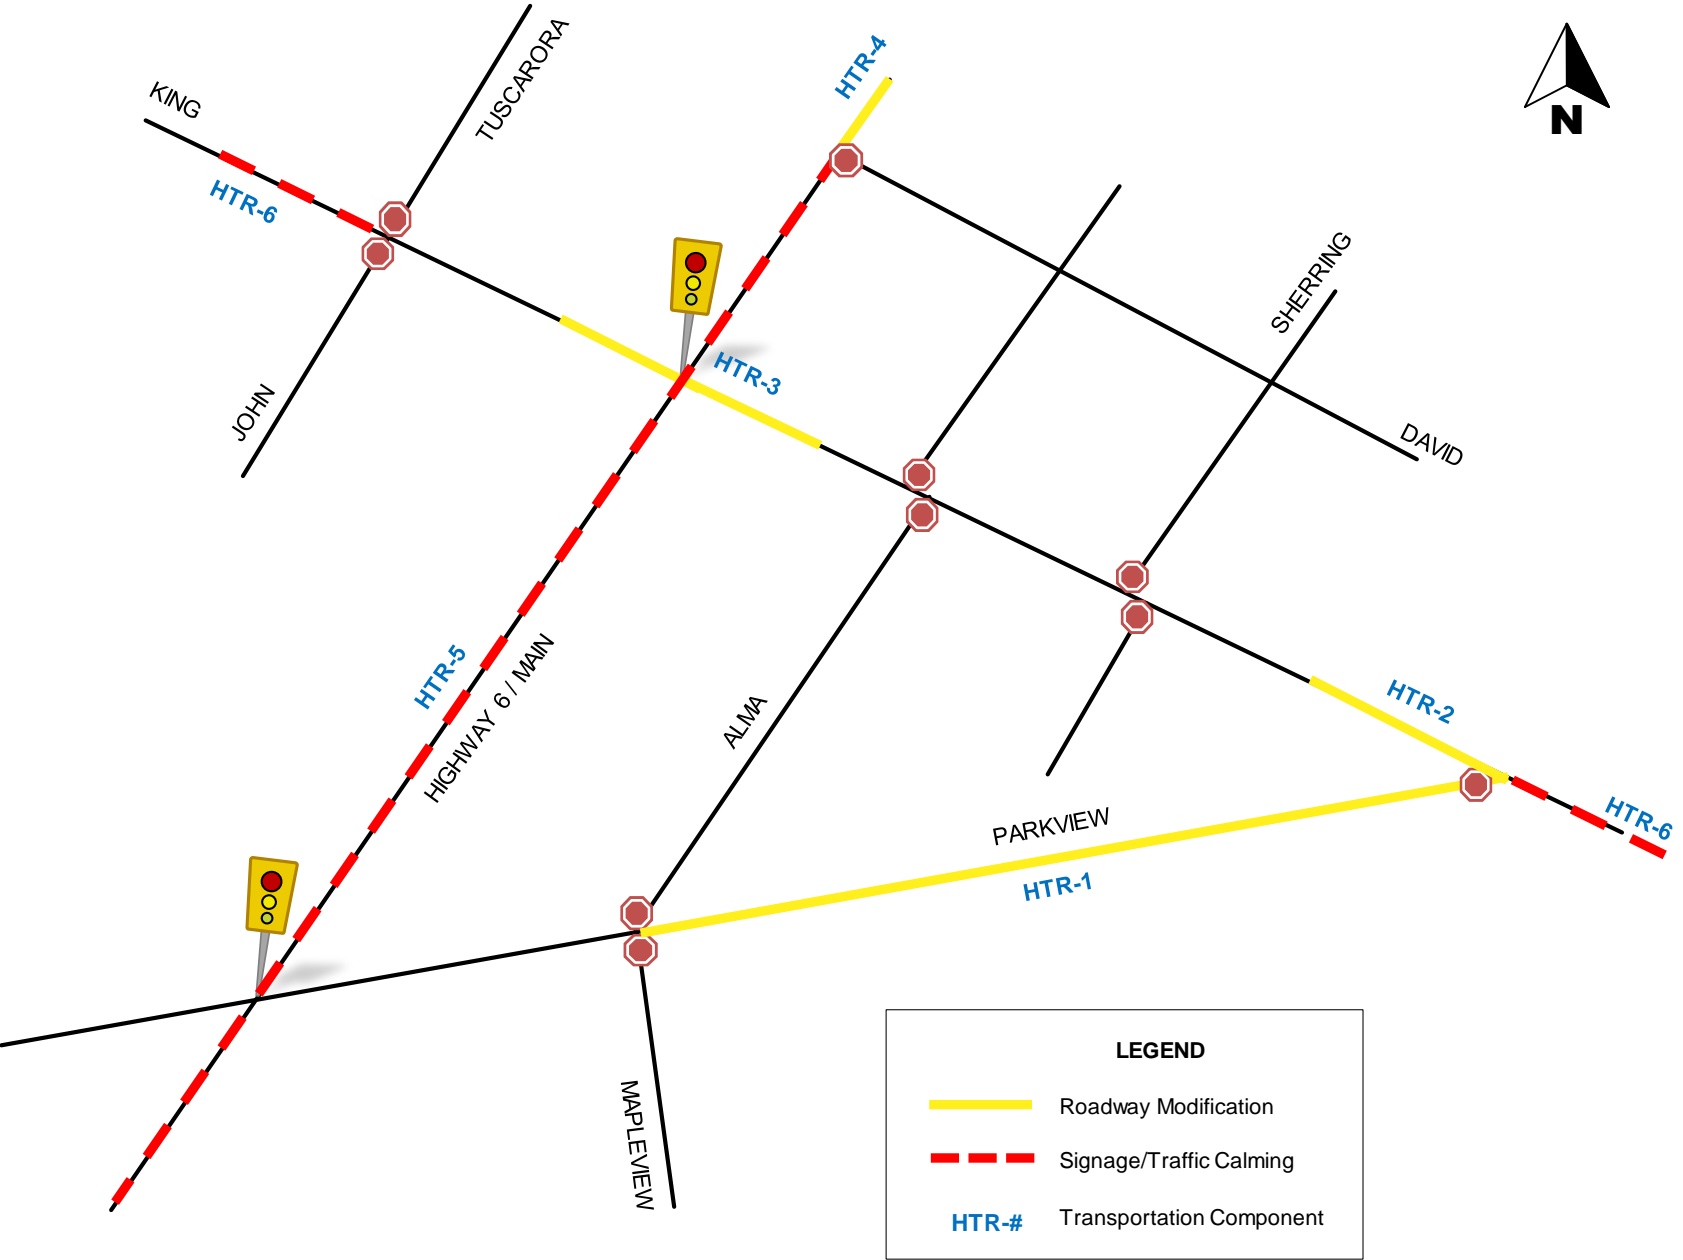 HTR-4
TUSCARORA
KING
N
HTR-6
SHERRING
HTR-3
JOHN
DAVID
HTR-5
HIGHWAY 6 / MAIN
ALMA
HTR-2
PARKVIEW
HTR-6
HTR-1
MAPLEVIEW
LEGEND
Roadway Modification
Signage/Traffic Calming
HTR-# Transportation Component